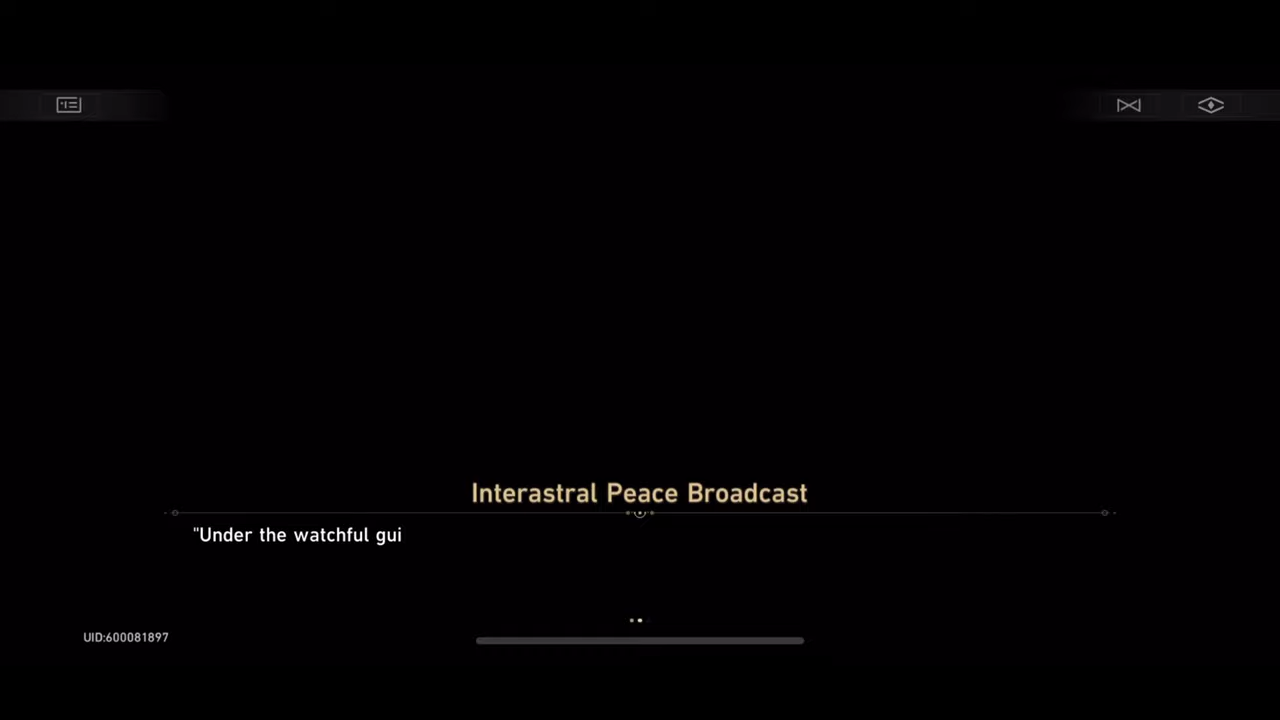 Interastral Peace Broadcast
"Under the watchful gui
UID:600081897